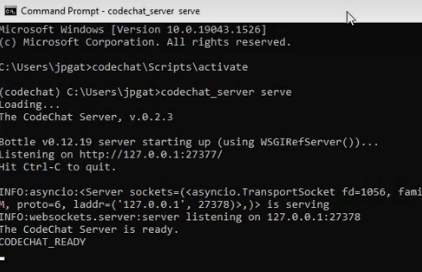 Command Prompt - codechat_server serve
Microsoft Windows [Version 10.0.19043.1526]
(c) Microsoft Corporation. All rights reserved.
C:\Users\jpgat>codechat\Scripts\activate
(codechat) C:\Users\jpgat>codechat_server serve
Loading...
The CodeChat Server, v.0.2.3
Bottle v0.12.19 server starting up (using WSGIRefServer())...
Listening on http://127.0.0.1:27377/
Hit Ctrl-C to quit.
INFO:asyncio:<Server sockets=(<asyncio.TransportSocket fd=1056, fami
M, proto=6, laddr=('127.0.0.1', 27378)>,)> is serving
INFO:websockets.server:server listening on 127.0.0.1:27378
The CodeChat Server is ready.
CODECHAT_READY